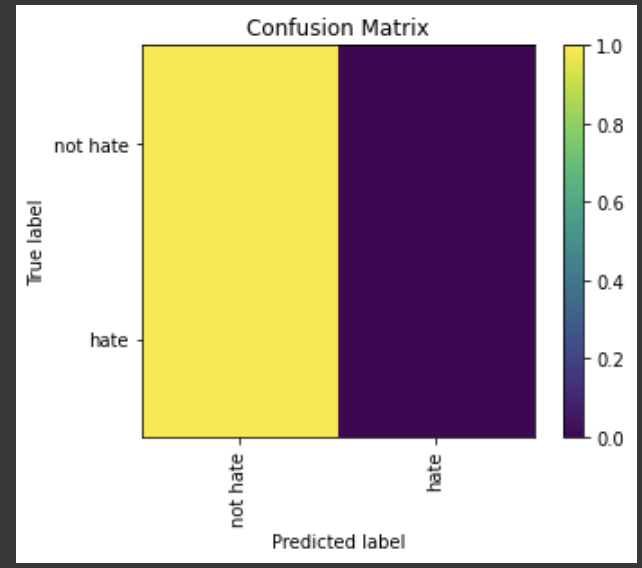 Confusion Matrix
True label
not hate
hate
not hate
hate
Predicted label
1.0
0.8
0.6
0.4
0.2
0.0